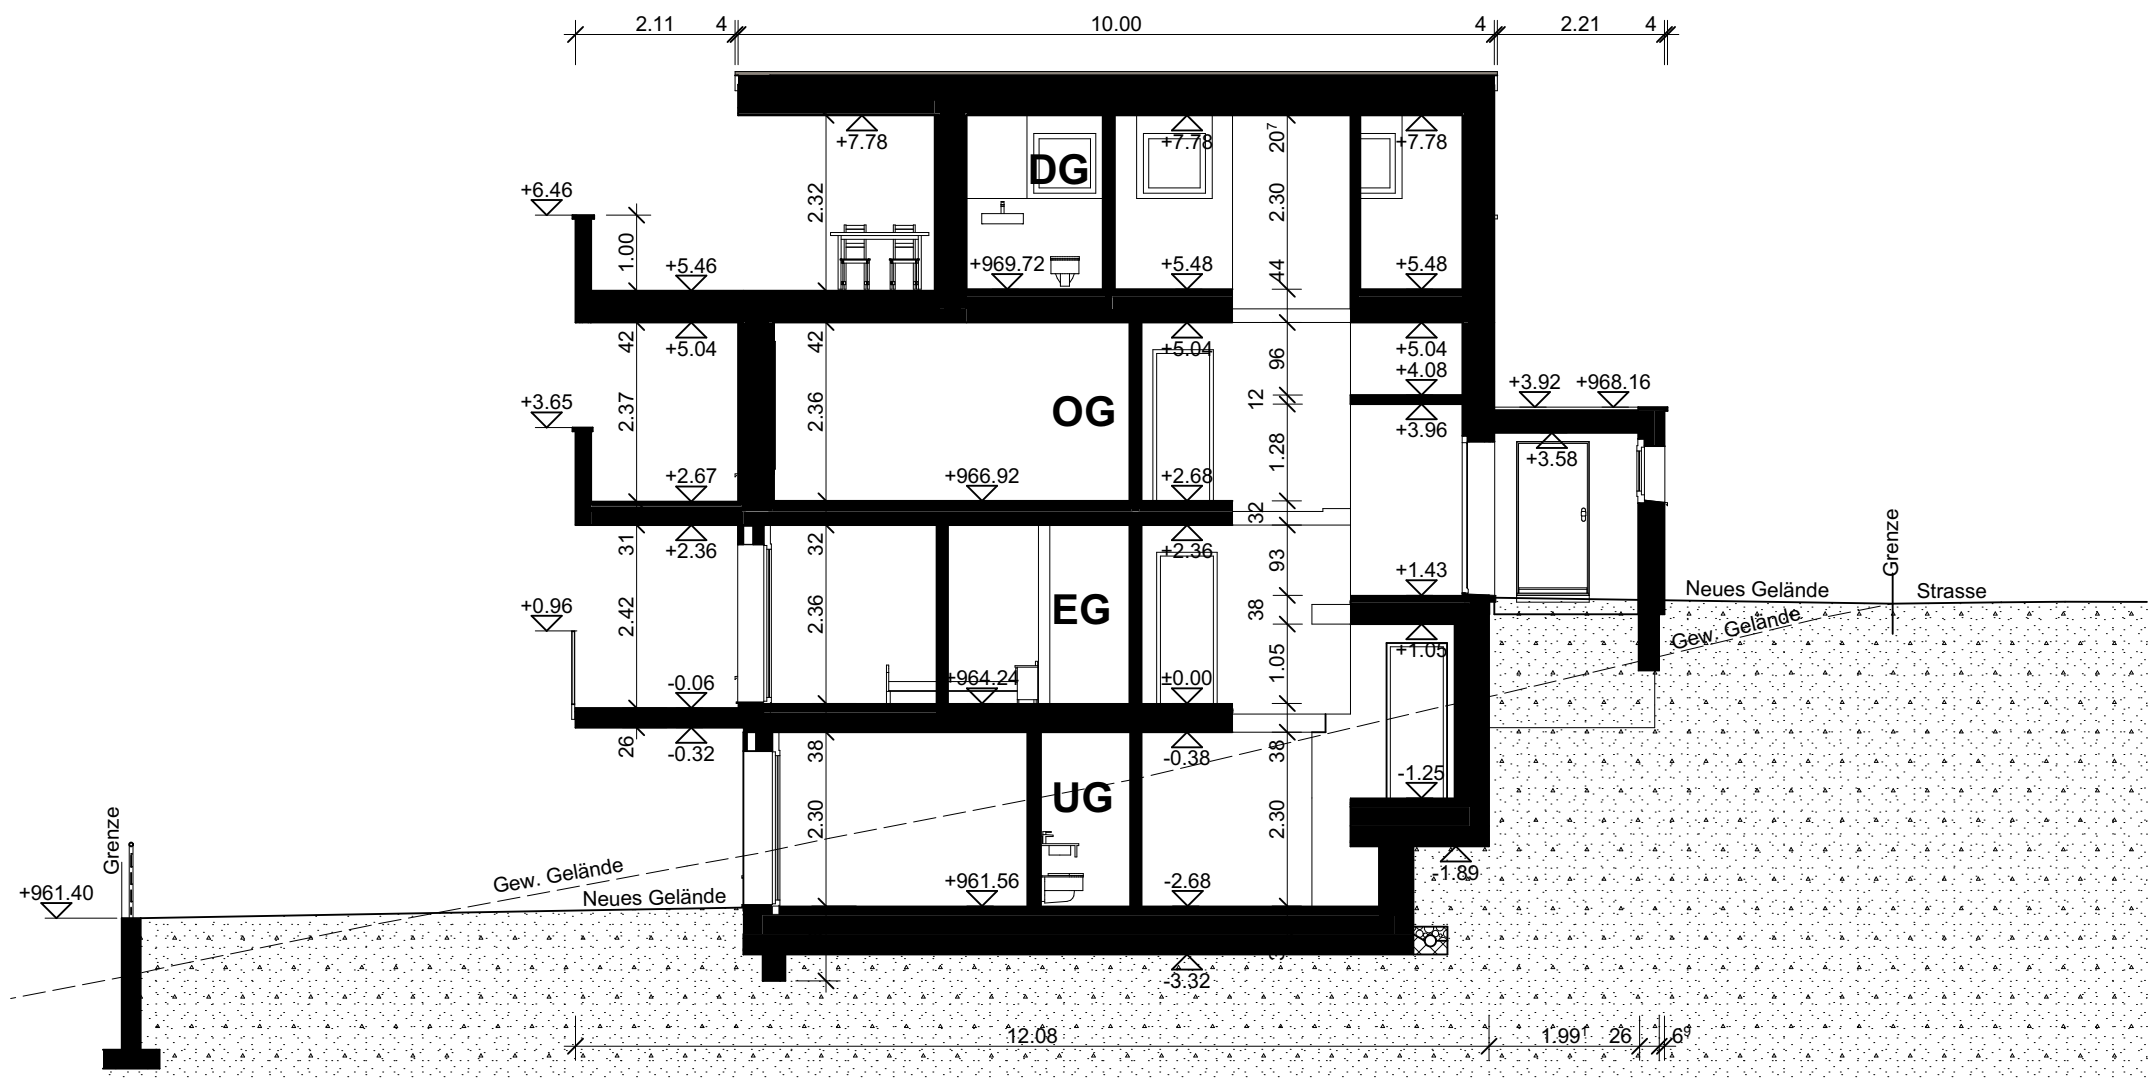 2.11 4 10.00 4 2.21 4
+7.78 +7.78 20⁷ +7.78
DG
+6.46
2.32 2.30
1.00
+5.46 +969.72 +5.48 44 +5.48
42 +5.04 42 +5.04 96 +5.04
+4.08
+3.92 +968.16
+3.65 2.37 2.36 OG 12
+3.96
1.28 +3.58
+2.67 +966.92 +2.68
32
31 +2.36 32 +2.36 93
Grenze
+1.43
Neues Gelände Strasse
+0.96 2.42 2.36 EG 38
Gew. Gelände
1.05 +1.05
-0.06 +964.24 ±0.00
26 -0.32 38 -0.38 38
-1.25
UG
2.30 2.30
Grenze
Gew. Gelände
-1.89
+961.40 Neues Gelände +961.56 -2.68
-3.32
12.08 1.99¹ 26 6⁹